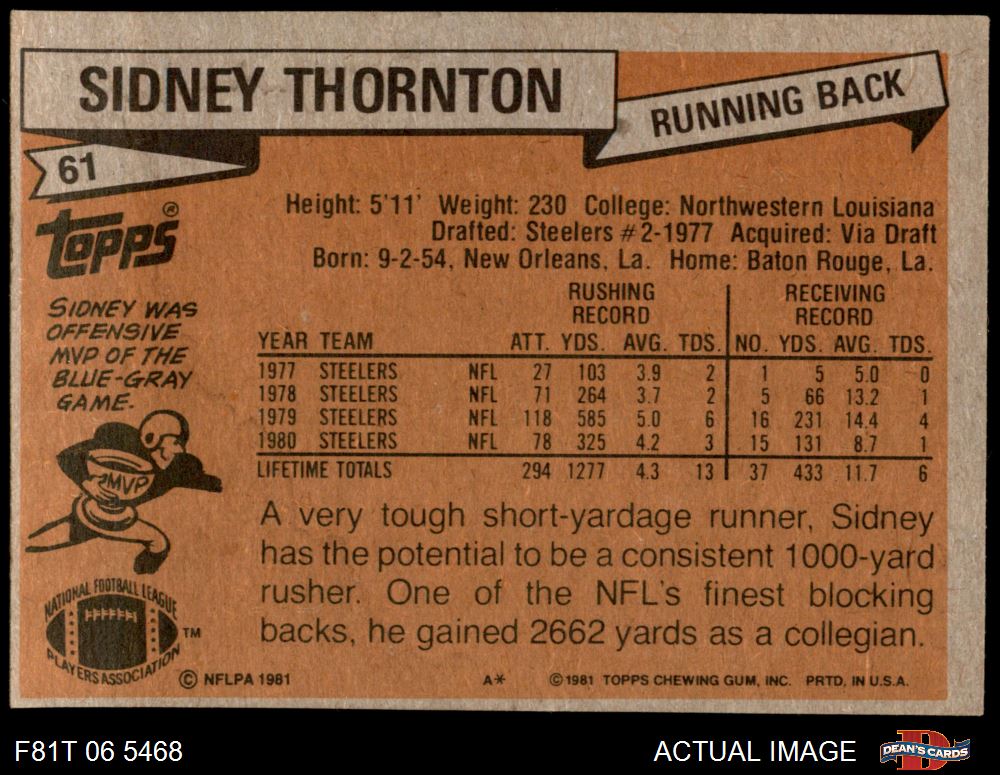 SIDNEY THORNTON
RUNNING BACK
61
Topps®
Height: 5'11' Weight: 230 College: Northwestern Louisiana
Drafted: Steelers #2-1977 Acquired: Via Draft
Born: 9-2-54, New Orleans, La. Home: Baton Rouge, La.
SIDNEY WAS
OFFENSIVE
MVP OF THE
BLUE-GRAY
GAME.
MVP
RUSHING RECEIVING
RECORD RECORD
YEAR TEAM ATT. YDS. AVG. TDS. NO. YDS. AVG. TDS.
1977 STEELERS NFL 27 103 3.9 2 1 5 5.0 0
1978 STEELERS NFL 71 264 3.7 2 5 66 13.2 1
1979 STEELERS NFL 118 585 5.0 6 16 231 14.4 4
1980 STEELERS NFL 78 325 4.2 3 15 131 8.7 1
LIFETIME TOTALS 294 1277 4.3 13 37 433 11.7 6
A very tough short-yardage runner, Sidney
has the potential to be a consistent 1000-yard
rusher. One of the NFL's finest blocking
backs, he gained 2662 yards as a collegian.
NATIONAL FOOTBALL LEAGUE
PLAYERS ASSOCIATION
TM
© NFLPA 1981 A* © 1981 TOPPS CHEWING GUM, INC. PRTD. IN U.S.A.
F81T 06 5468 ACTUAL IMAGE DEAN'S CARDS